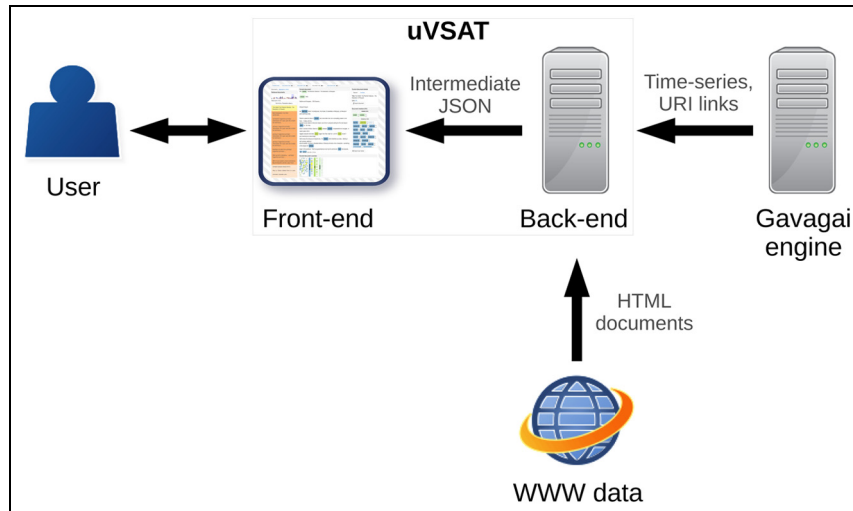 uVSAT
Intermediate
JSON
Time-series,
URI links
User
Front-end
Back-end
Gavagai
engine
HTML
documents
WWW data